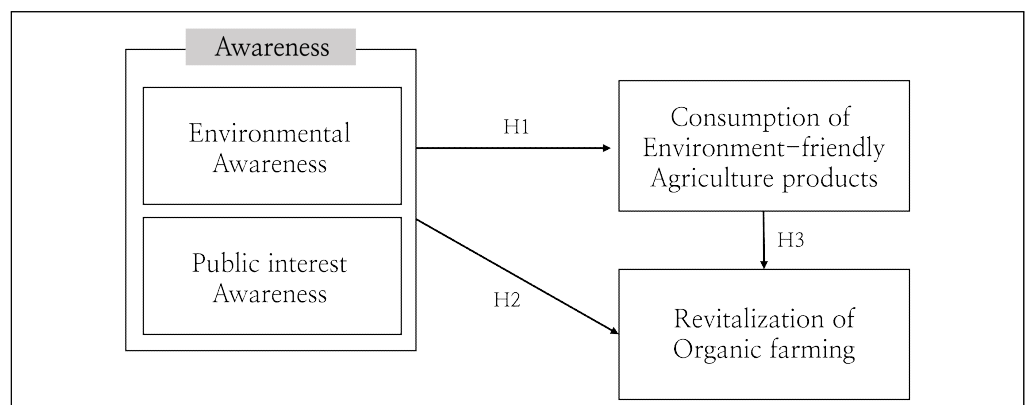 Awareness
Environmental
Awareness
Public interest
Awareness
H1
H2
Consumption of
Environment-friendly
Agriculture products
H3
Revitalization of
Organic farming